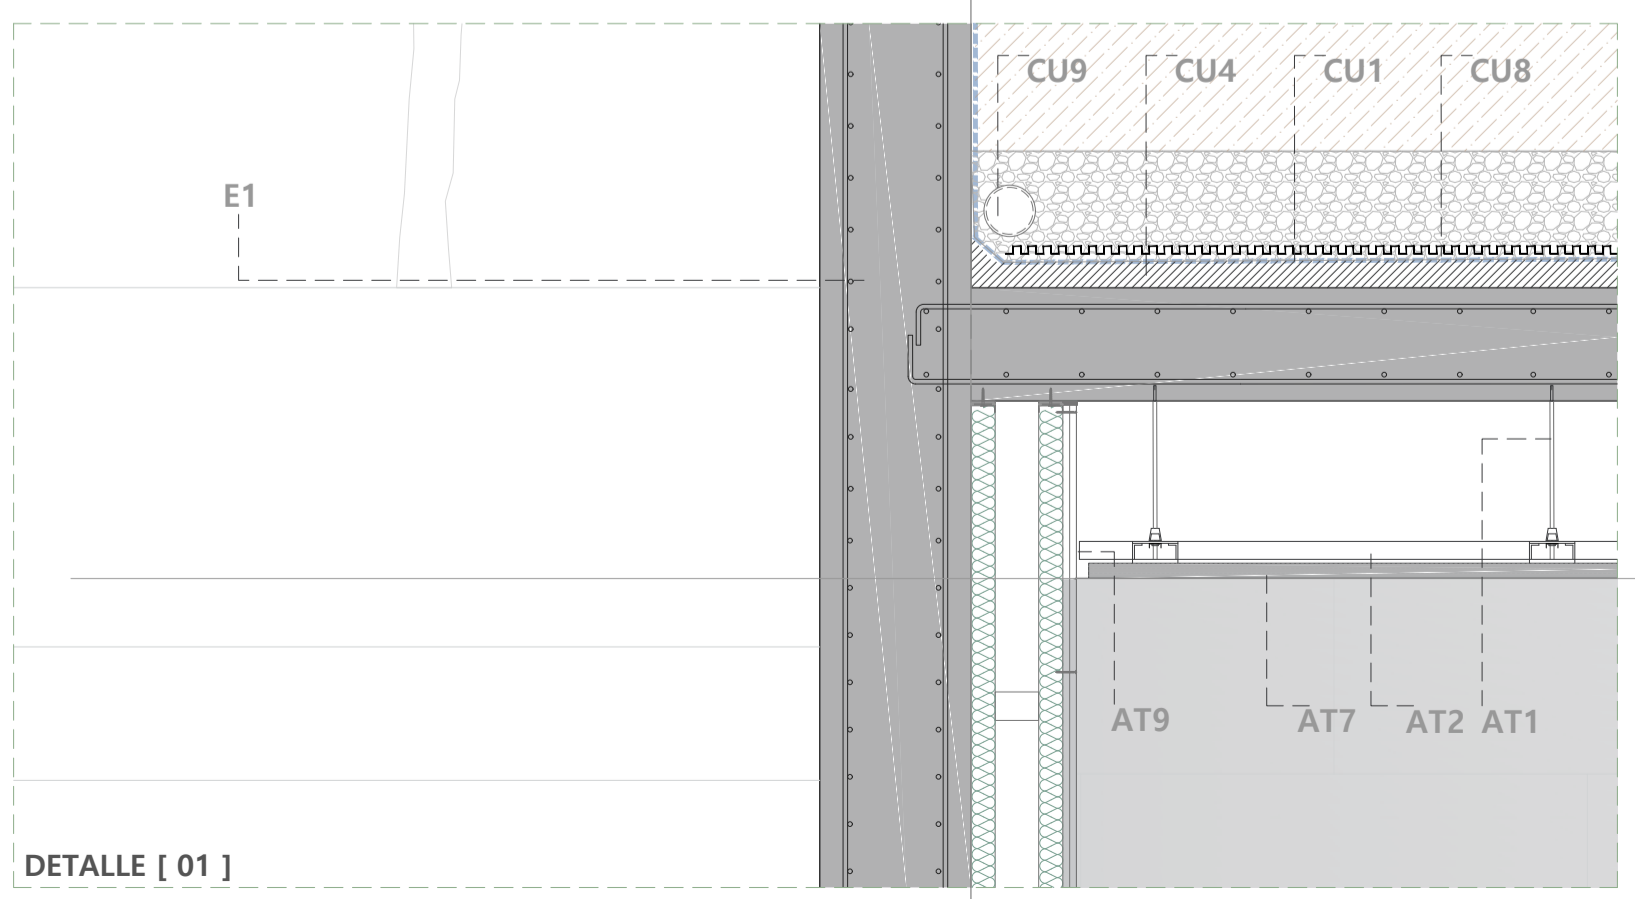 CU9 CU4 CU1 CU8
E1
AT9 AT7 AT2 AT1
DETALLE [ 01 ]